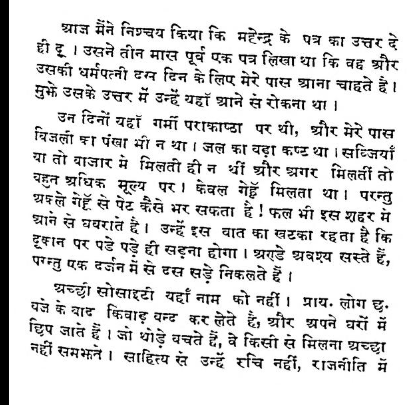 आज मैंने निश्चय किया कि महेन्द्र के पत्र का उत्तर दे
ही दू । उसने तीन मास पूर्व एक पत्र लिखा था कि वह और
उसकी धर्मपत्नी दस दिन के लिए मेरे पास आना चाहते है ।
मुझे उसके उत्तर में उन्हें यहाँ आने से रोकना था ।
उन दिनों यहाँ गर्मी पराकाष्ठा पर थी, और मेरे पास
बिजली का पंखा भी न था । जल का बड़ा कष्ट था । सब्जियाँ
या तो बाजार में मिलती ही न थीं और अगर मिलतीं तो
बहुत अधिक मूल्य पर । केवल गेहूँ मिलता था । परन्तु
अकेले गेहूँ से पेट कैसे भर सकता है ! फल भी इस शहर मे
आने से घबराते है । उन्हें इस बात का खटका रहता है कि
दूकान पर पड़े पड़े ही सड़ना होगा । अण्डे अवश्य सस्ते हैं,
परन्तु एक दर्जन में से दस सड़े निकलते हैं ।
अच्छी सोसाइटी यहाँ नाम को नहीं । प्राय. लोग छ.
बजे के बाद किवाड़ बन्द कर लेते है, और अपने घरों में
छिप जाते हैं । जो थोड़े बचते हैं, वे किसी से मिलना अच्छा
नहीं समझते । साहित्य से उन्हें रुचि नहीं, राजनीति में